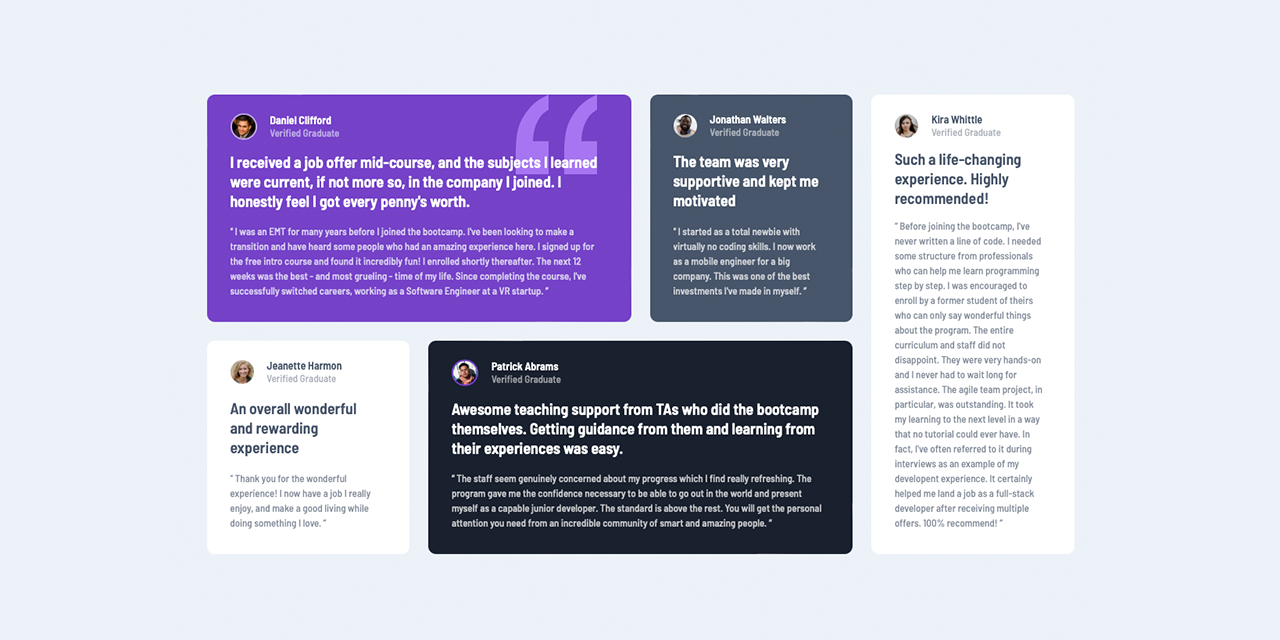 Daniel Clifford
Verified Graduate
I received a job offer mid-course, and the subjects I learned
were current, if not more so, in the company I joined. I
honestly feel I got every penny's worth.
“ I was an EMT for many years before I joined the bootcamp. I've been looking to make a
transition and have heard some people who had an amazing experience here. I signed up for
the free intro course and found it incredibly fun! I enrolled shortly thereafter. The next 12
weeks was the best - and most grueling - time of my life. Since completing the course, I've
successfully switched careers, working as a Software Engineer at a VR startup. ”
Jonathan Walters
Verified Graduate
The team was very
supportive and kept me
motivated
“ I started as a total newbie with
virtually no coding skills. I now work
as a mobile engineer for a big
company. This was one of the best
investments I've made in myself. ”
Kira Whittle
Verified Graduate
Such a life-changing
experience. Highly
recommended!
“ Before joining the bootcamp, I've
never written a line of code. I needed
some structure from professionals
who can help me learn programming
step by step. I was encouraged to
enroll by a former student of theirs
who can only say wonderful things
about the program. The entire
curriculum and staff did not
disappoint. They were very hands-on
and I never had to wait long for
assistance. The agile team project, in
particular, was outstanding. It took
my learning to the next level in a way
that no tutorial could ever have. In
fact, I've often referred to it during
interviews as an example of my
developent experience. It certainly
helped me land a job as a full-stack
developer after receiving multiple
offers. 100% recommend! ”
Jeanette Harmon
Verified Graduate
An overall wonderful
and rewarding
experience
“ Thank you for the wonderful
experience! I now have a job I really
enjoy, and make a good living while
doing something I love. ”
Patrick Abrams
Verified Graduate
Awesome teaching support from TAs who did the bootcamp
themselves. Getting guidance from them and learning from
their experiences was easy.
“ The staff seem genuinely concerned about my progress which I find really refreshing. The
program gave me the confidence necessary to be able to go out in the world and present
myself as a capable junior developer. The standard is above the rest. You will get the personal
attention you need from an incredible community of smart and amazing people. ”